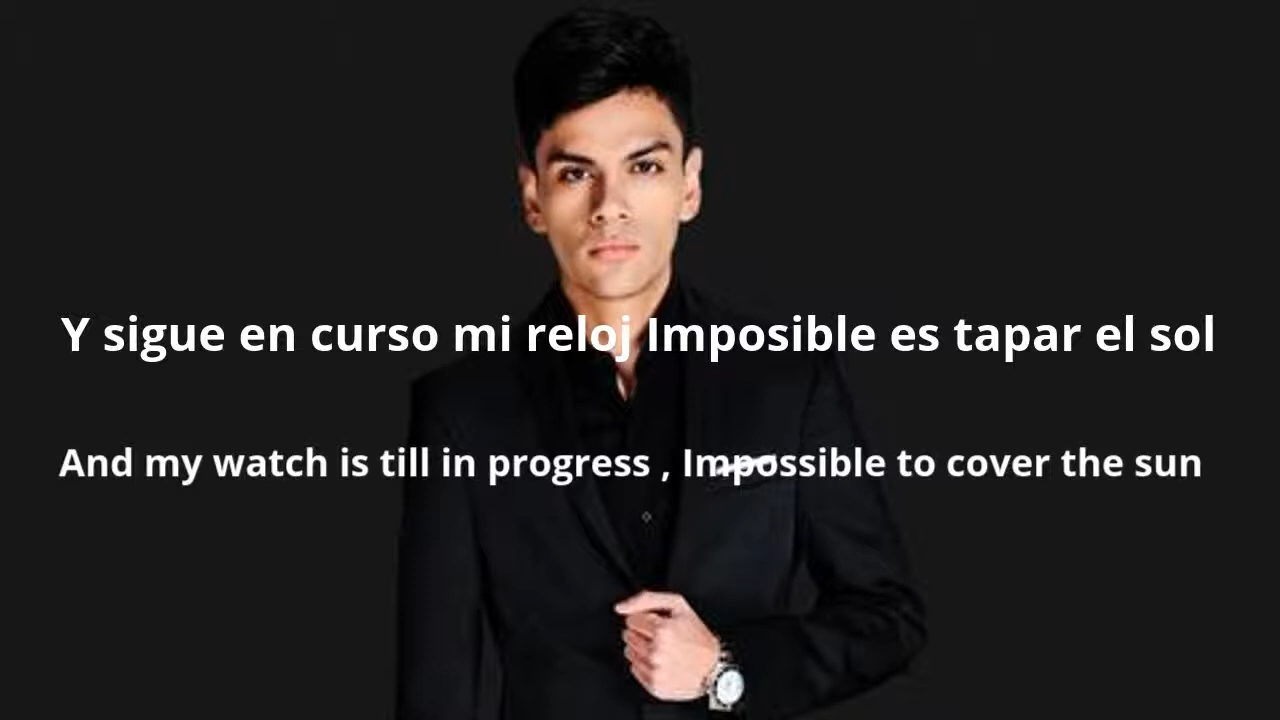 Y sigue en curso mi reloj Imposible es tapar el sol
And my watch is till in progress , Impossible to cover the sun